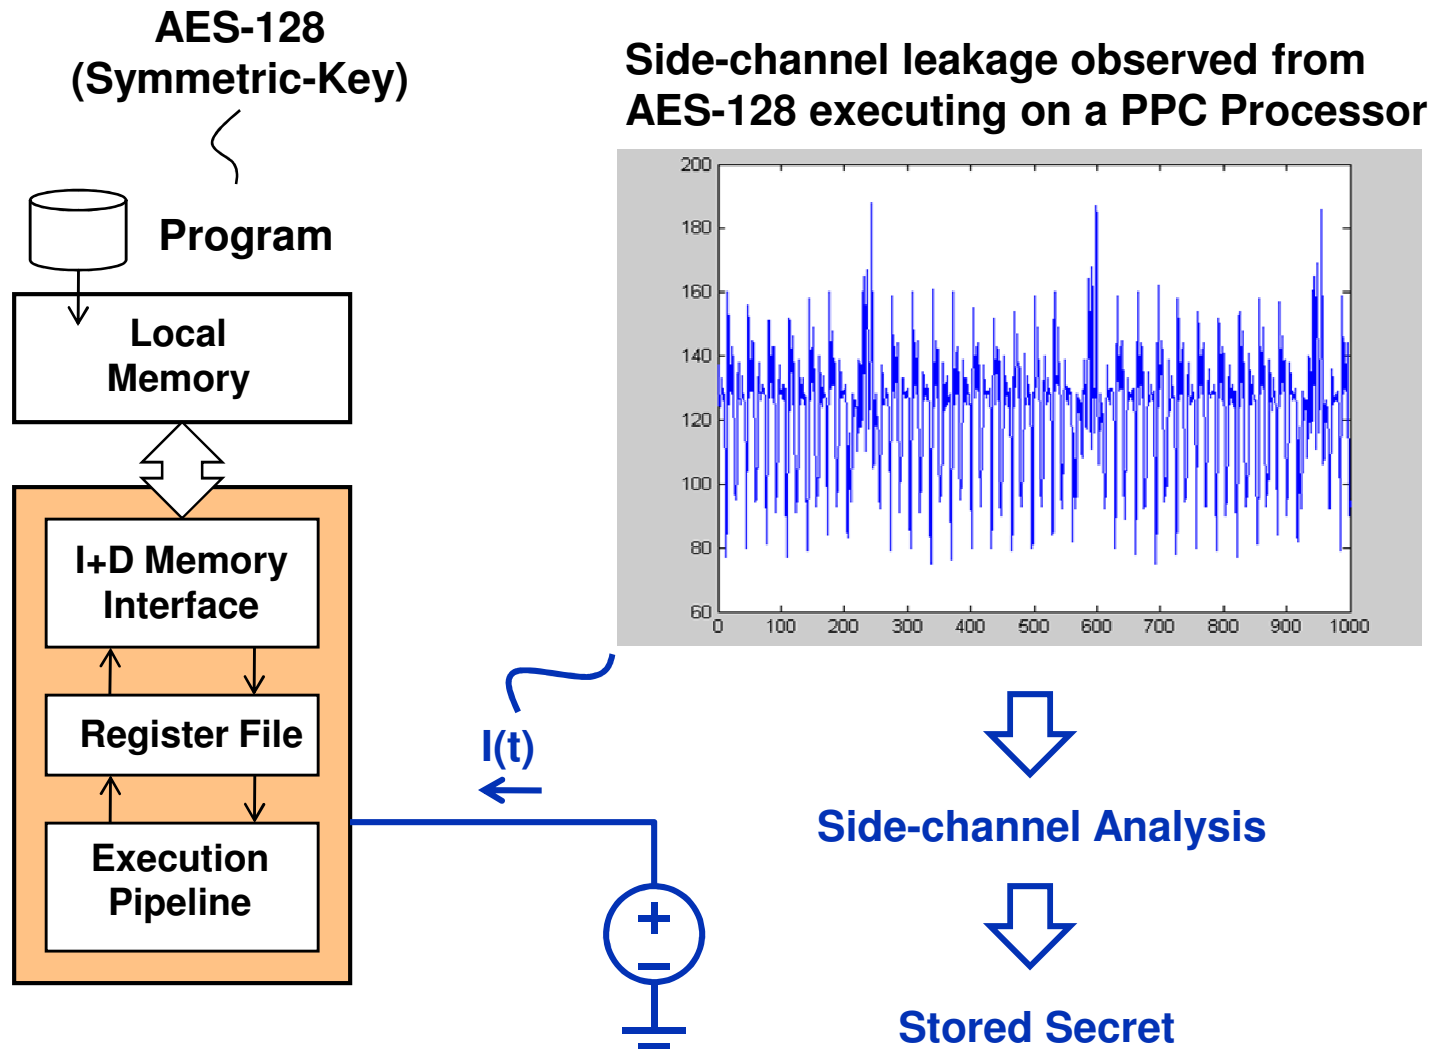 AES-128
(Symmetric-Key)
Program
Local
Memory
I+D Memory
Interface
Register File
Execution
Pipeline
I(t)
+
−
Side-channel leakage observed from
AES-128 executing on a PPC Processor
200
180
160
140
120
100
80
60
0 100 200 300 400 500 600 700 800 900 1000
Side-channel Analysis
Stored Secret